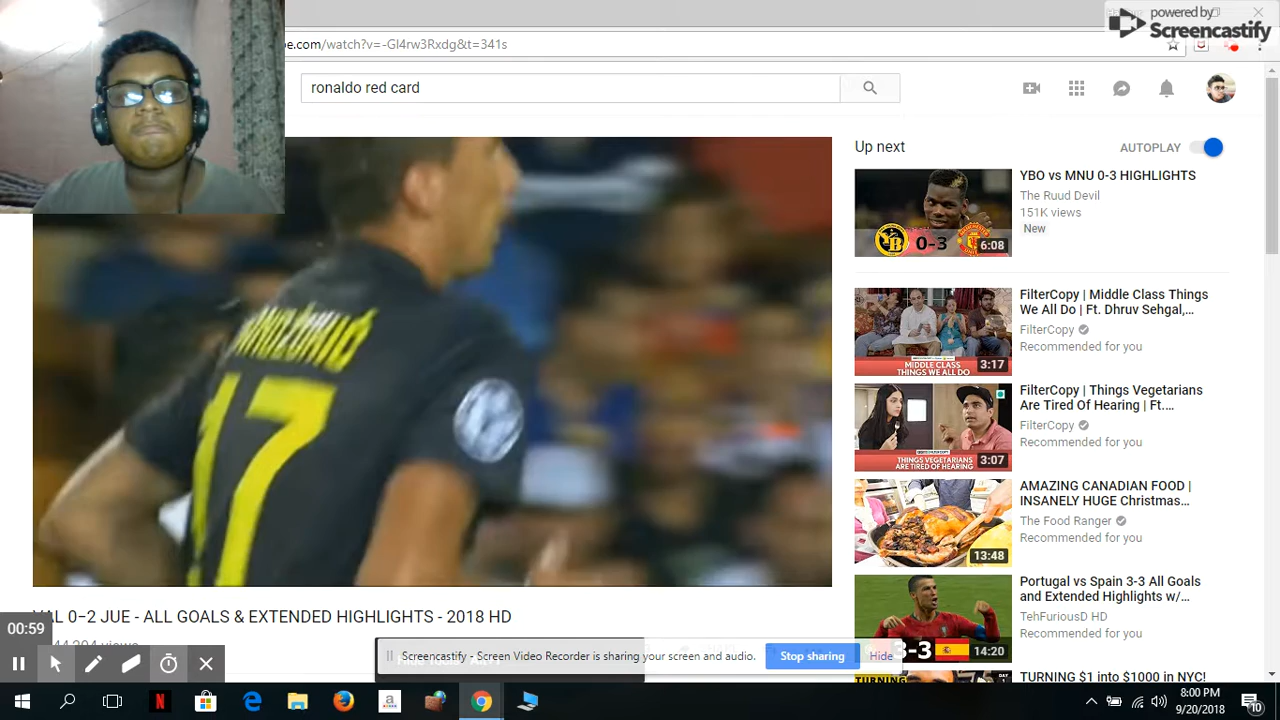 powered by
Screencastify
be.com/watch?v=-Gl4rw3Rxdg&t=341s
ronaldo red card
MANDŽUKIĆ
17
Up next
AUTOPLAY
0-3
6:08
YBO vs MNU 0-3 HIGHLIGHTS
The Ruud Devil
151K views
New
MIDDLE CLASS
THINGS WE ALL DO
3:17
FilterCopy | Middle Class Things
We All Do | Ft. Dhruv Sehgal,...
FilterCopy
Recommended for you
THINGS VEGETARIANS
ARE TIRED OF HEARING
3:07
FilterCopy | Things Vegetarians
Are Tired Of Hearing | Ft....
FilterCopy
Recommended for you
13:48
AMAZING CANADIAN FOOD |
INSANELY HUGE Christmas...
The Food Ranger
Recommended for you
3-3
14:20
Portugal vs Spain 3-3 All Goals
and Extended Highlights w/...
TehFuriousD HD
Recommended for you
TURNING
TURNING $1 into $1000 in NYC!
VAL 0–2 JUE - ALL GOALS & EXTENDED HIGHLIGHTS - 2018 HD
views
00:59
Screencastify - Screen Video Recorder is sharing your screen and audio.
Stop sharing
Hide
8:00 PM
9/20/2018
10